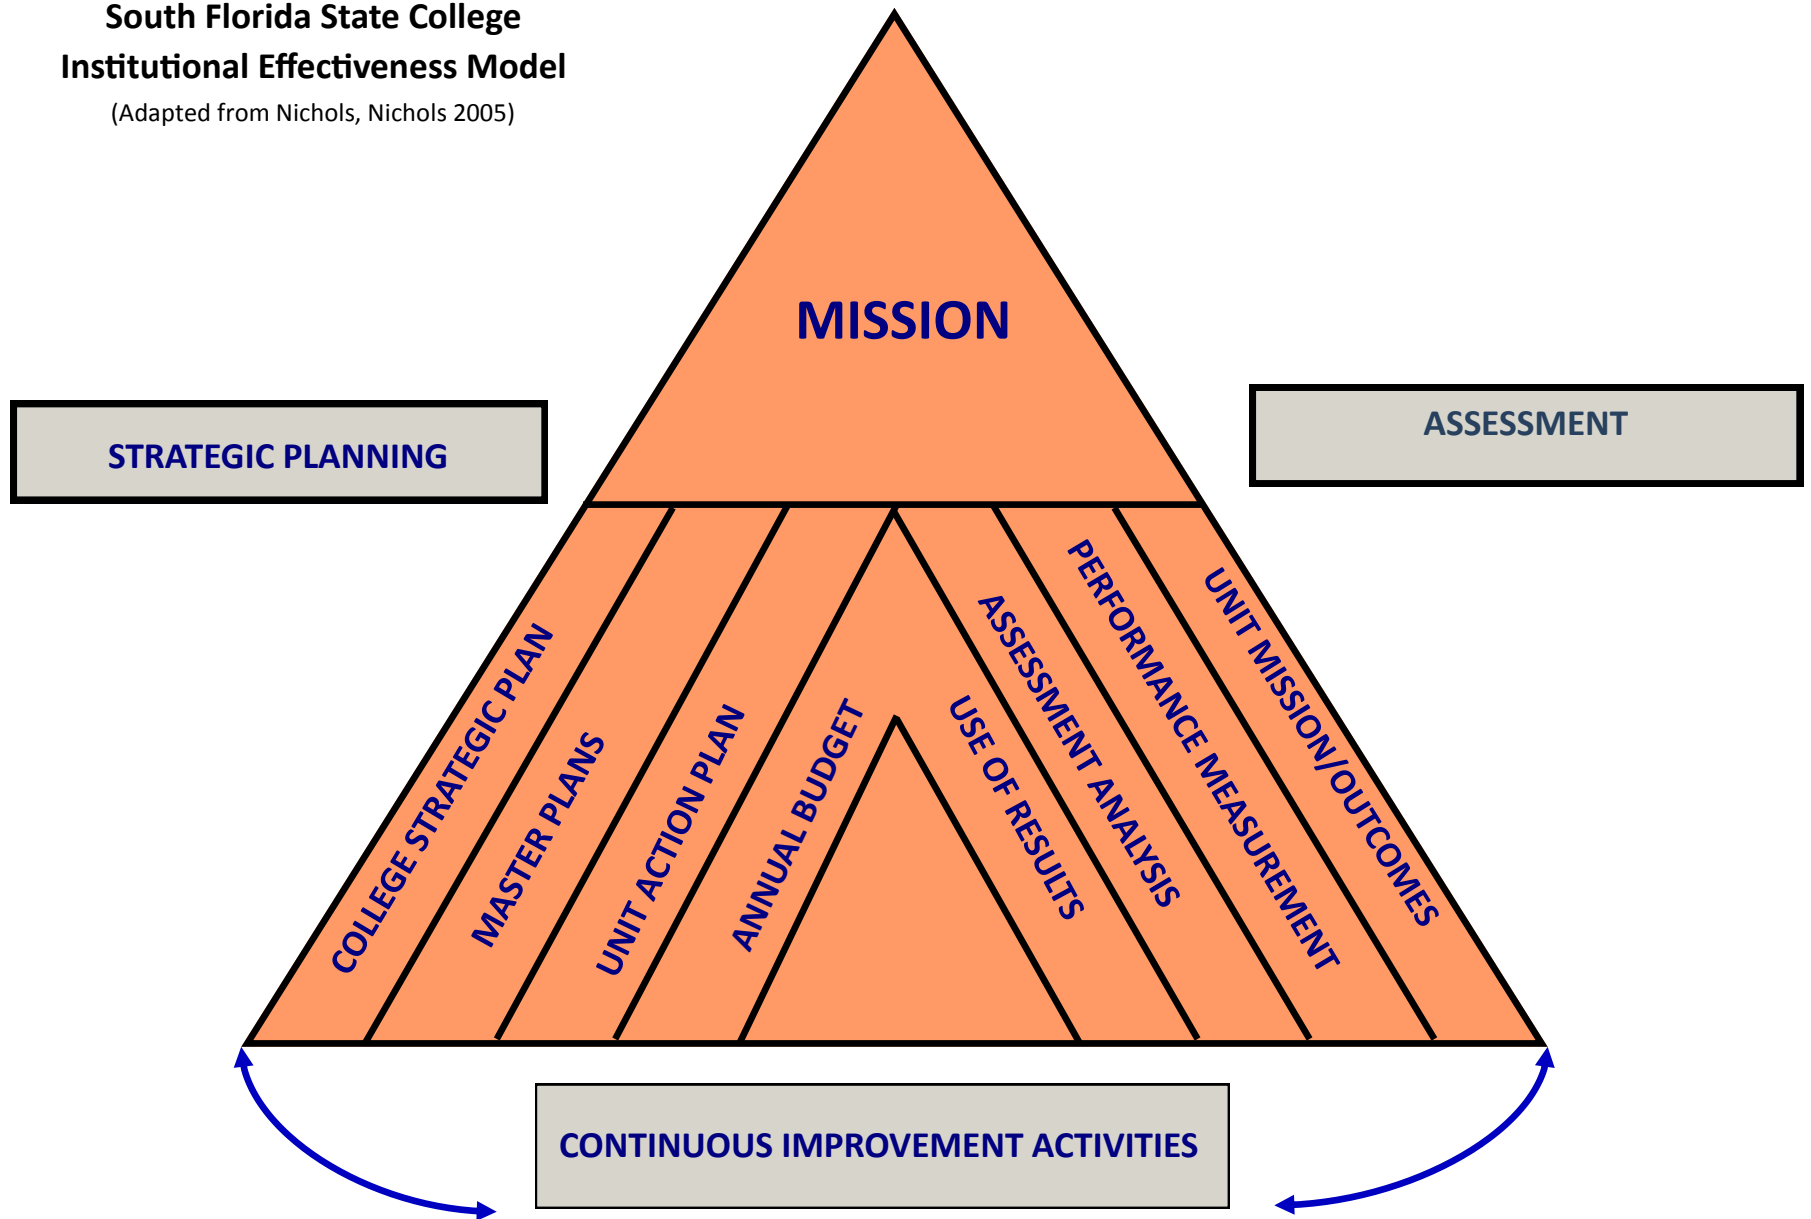 South Florida State College
Institutional Effectiveness Model
(Adapted from Nichols, Nichols 2005)
MISSION
STRATEGIC PLANNING
ASSESSMENT
COLLEGE STRATEGIC PLAN
MASTER PLANS
UNIT ACTION PLAN
ANNUAL BUDGET
USE OF RESULTS
ASSESSMENT ANALYSIS
PERFORMANCE MEASUREMENT
UNIT MISSION/OUTCOMES
CONTINUOUS IMPROVEMENT ACTIVITIES